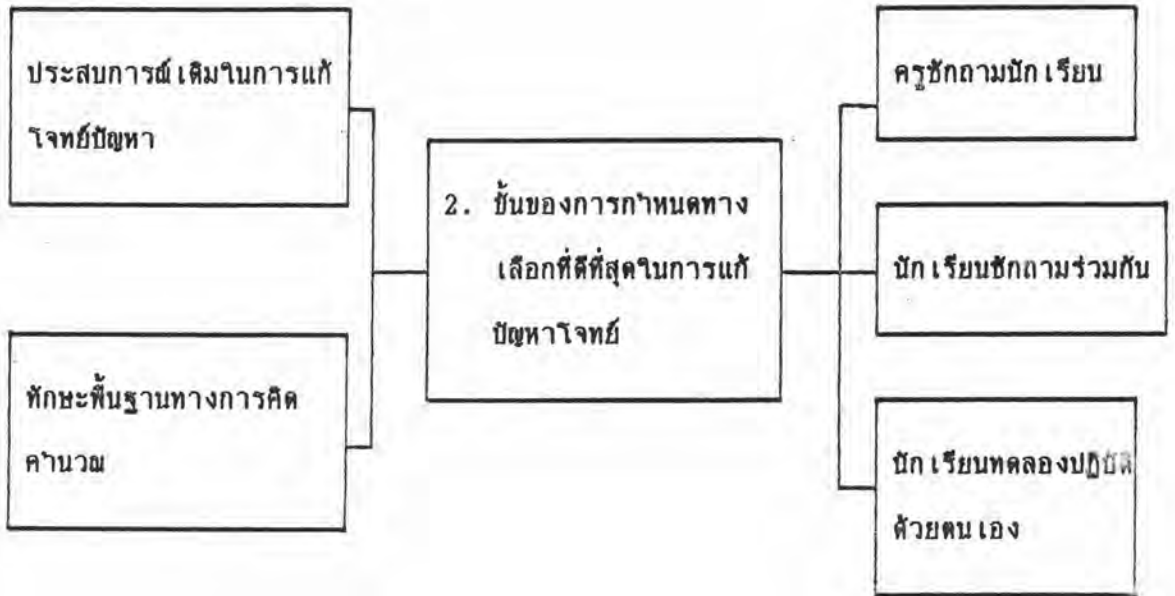 ประสบการณ์เดิมในการแก้
โจทย์ปัญหา
ทักษะพื้นฐานทางการคิด
คำนวณ
2. ขั้นของการกำหนดทาง
เลือกที่ดีที่สุดในการแก้
ปัญหาโจทย์
ครูซักถามนักเรียน
นักเรียนซักถามร่วมกัน
นักเรียนทดลองปฏิบัติ
ด้วยตนเอง